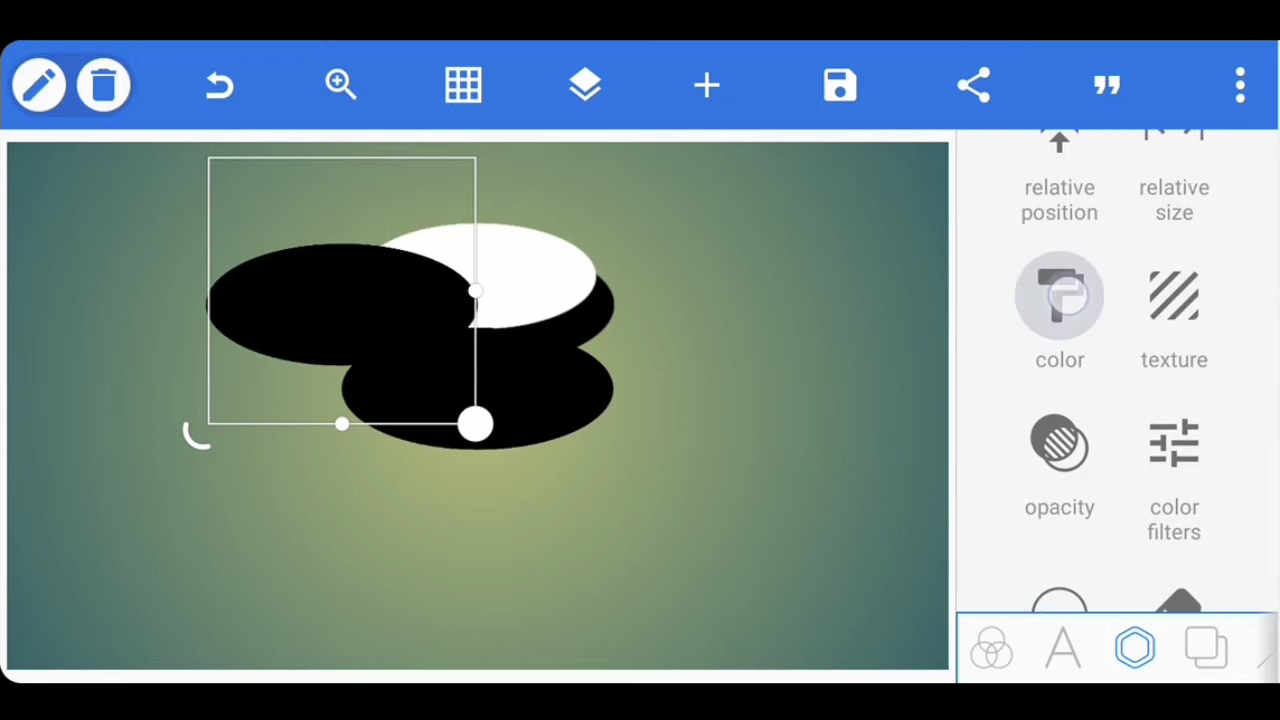 relative relative
position size
color texture
opacity color
filters